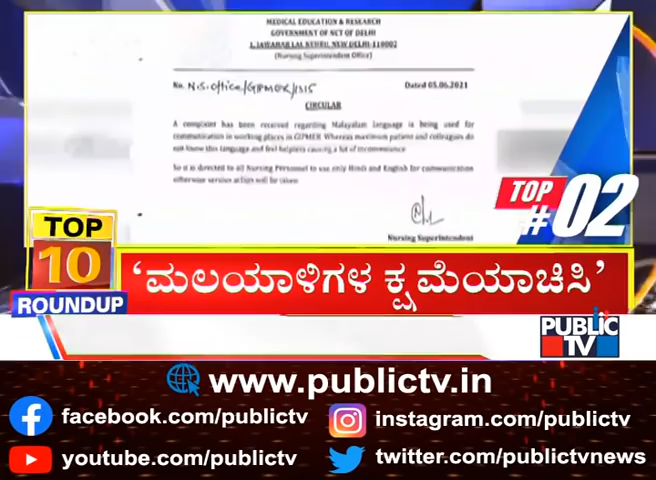 MEDICAL EDUCATION & RESEARCH
GOVERNMENT OF NCT OF DELHI
1, JAWAHAR LAL NEHRU, NEW DELHI-110002
(Nursing Superintendent Office)
No. N.S.office/GIPMER/515
Dated 05.06.2021
CIRCULAR
A complaint has been received regarding Malayalam language is being used for
communication in working places in GIPMER. Whereas maximum patient and colleagues do
not know this language and feel helpless causing a lot of inconvenience.
So it is directed to all Nursing Personnel to use only Hindi and English for communication
otherwise serious action will be taken
Nursing Superintendent
TOP
#02
TOP
10
ROUNDUP
‘ಮಲಯಾಳಿಗಳ ಕ್ಷಮೆಯಾಚಿಸಿ’
PUBLIC
TV
www.publictv.in
facebook.com/publictv
instagram.com/publictv
youtube.com/publictv
twitter.com/publictvnews